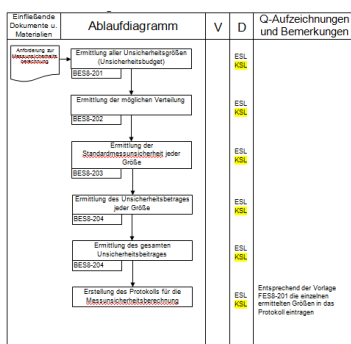 Einfließende
Dokumente u.
Materialien
Ablaufdiagramm
V
D
Q-Aufzeichnungen
und Bemerkungen
Anforderung zur
Messunsicherheits
berechnung
Ermittlung aller Unsicherheitsgrößen
(Unsicherheitsbudget)
BES8-201
ESL
KSL
Ermittlung der möglichen Verteilung
BES8-202
ESL
KSL
Ermittlung der
Standardmessunsicherheit jeder
Größe
BES8-203
ESL
KSL
Ermittlung des Unsicherheitsbetrages
jeder Größe
BES8-204
ESL
KSL
Ermittlung des gesamten
Unsicherheitsbeitrages
BES8-204
ESL
KSL
Erstellung des Protokolls für die
Messunsicherheitsberechnung
ESL
KSL
Entsprechend der Vorlage
FES8-201 die einzelnen
ermittelten Größen in das
Protokoll eintragen